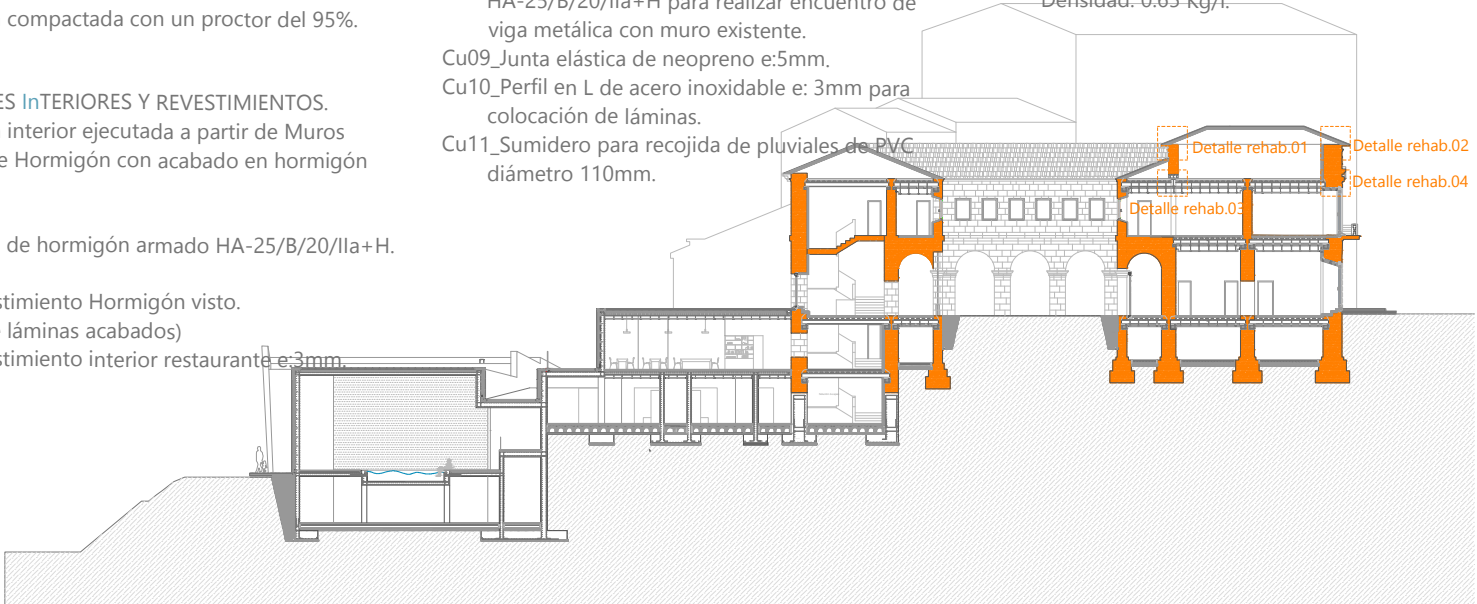 compactada con un proctor del 95%.
ES InTERIORES Y REVESTIMIENTOS.
interior ejecutada a partir de Muros
e Hormigón con acabado en hormigón
de hormigón armado HA-25/B/20/IIa+H.
stimiento Hormigón visto.
láminas acabados)
stimiento interior restaurante e:3mm.
HA-25/B/20/IIa+H para realizar encuentro de
viga metálica con muro existente.
Cu09_Junta elástica de neopreno e:5mm.
Cu10_Perfil en L de acero inoxidable e: 3mm para
colocación de láminas.
Cu11_Sumidero para recojida de pluviales de PVC
diámetro 110mm.
Densidad: 0.65 Kg/l.
Detalle rehab.01
Detalle rehab.02
Detalle rehab.04
Detalle rehab.03